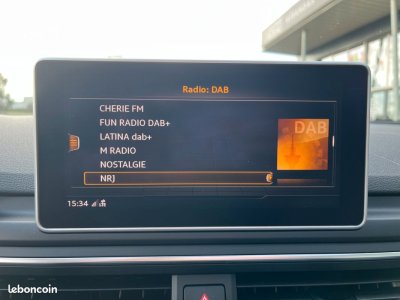 Radio: DAB
CHERIE FM
FUN RADIO DAB+
LATINA dab+
M RADIO
NOSTALGIE
NRJ
DAB
15:34
leboncoin